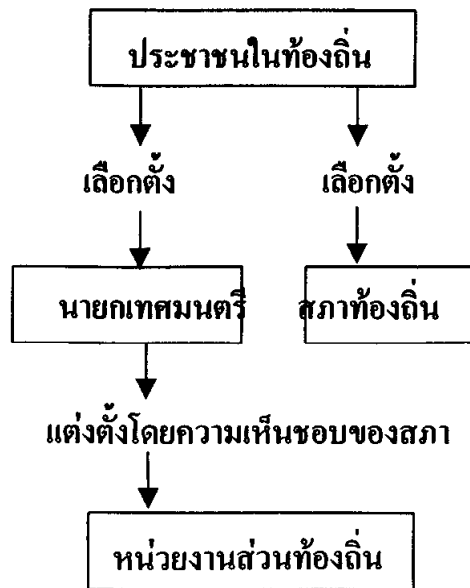 ประชาชนในท้องถิ่น
เลือกตั้ง เลือกตั้ง
นายกเทศมนตรี สภาท้องถิ่น
แต่งตั้งโดยความเห็นชอบของสภา
หน่วยงานส่วนท้องถิ่น